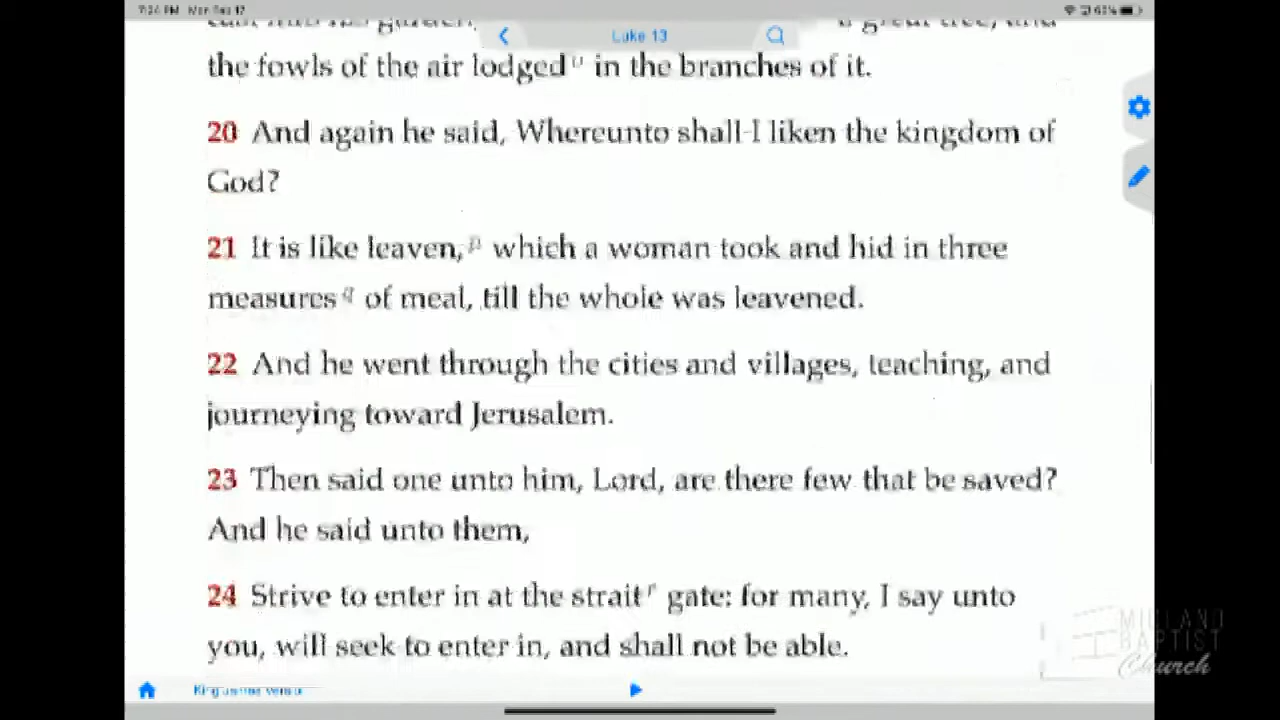 Luke 13
the fowls of the air lodged in the branches of it.
20 And again he said, Whereunto shall I liken the kingdom of
God?
21 It is like leaven,p which a woman took and hid in three
measuresq of meal, till the whole was leavened.
22 And he went through the cities and villages, teaching, and
journeying toward Jerusalem.
23 Then said one unto him, Lord, are there few that be saved?
And he said unto them,
24 Strive to enter in at the straitr gate: for many, I say unto
you, will seek to enter in, and shall not be able.
MIDLAND
BAPTIST
Church